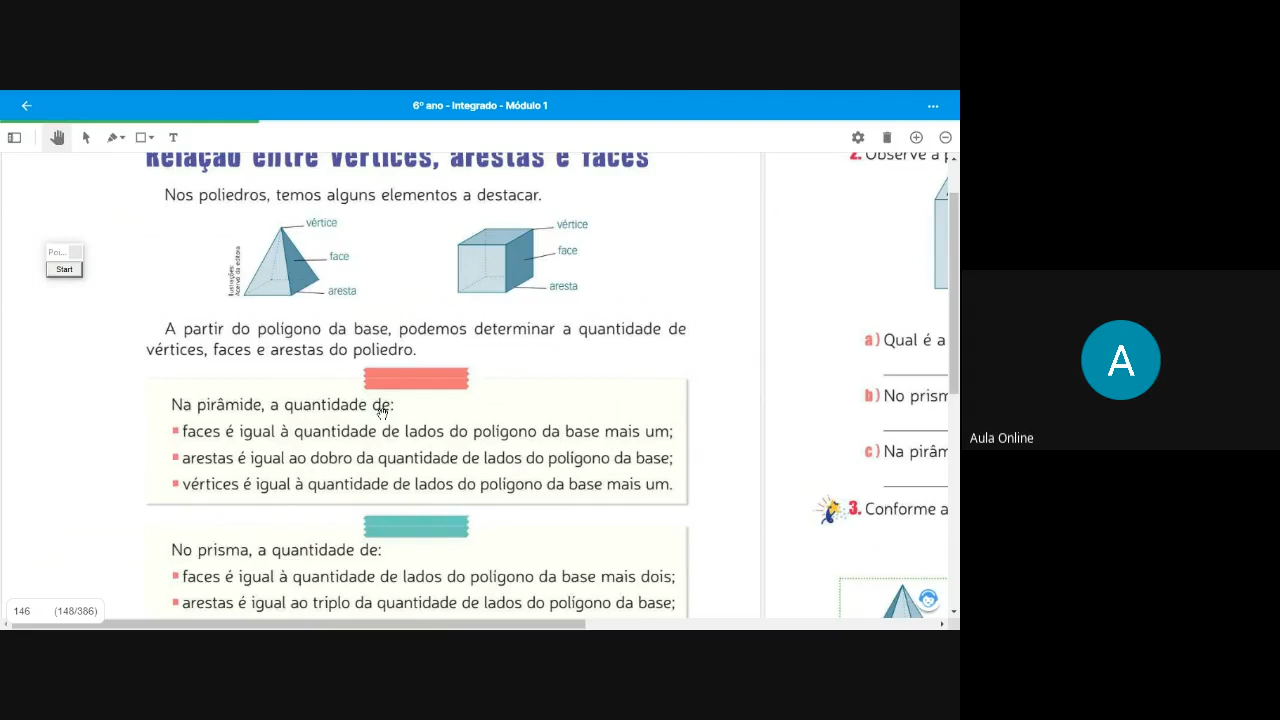 6º ano - Integrado - Módulo 1
T
Relação entre vértices, arestas e faces
Nos poliedros, temos alguns elementos a destacar.
vértice
face
aresta
Ilustrações:
Acervo da editora
vértice
face
aresta
Poi...
Start
A partir do polígono da base, podemos determinar a quantidade de
vértices, faces e arestas do poliedro.
Na pirâmide, a quantidade de:
faces é igual à quantidade de lados do polígono da base mais um;
arestas é igual ao dobro da quantidade de lados do polígono da base;
vértices é igual à quantidade de lados do polígono da base mais um.
No prisma, a quantidade de:
faces é igual à quantidade de lados do polígono da base mais dois;
arestas é igual ao triplo da quantidade de lados do polígono da base;
146 (148/386)
2. Observe a p
a) Qual é a
b) No prism
c) Na pirâm
3. Conforme a
A
Aula Online